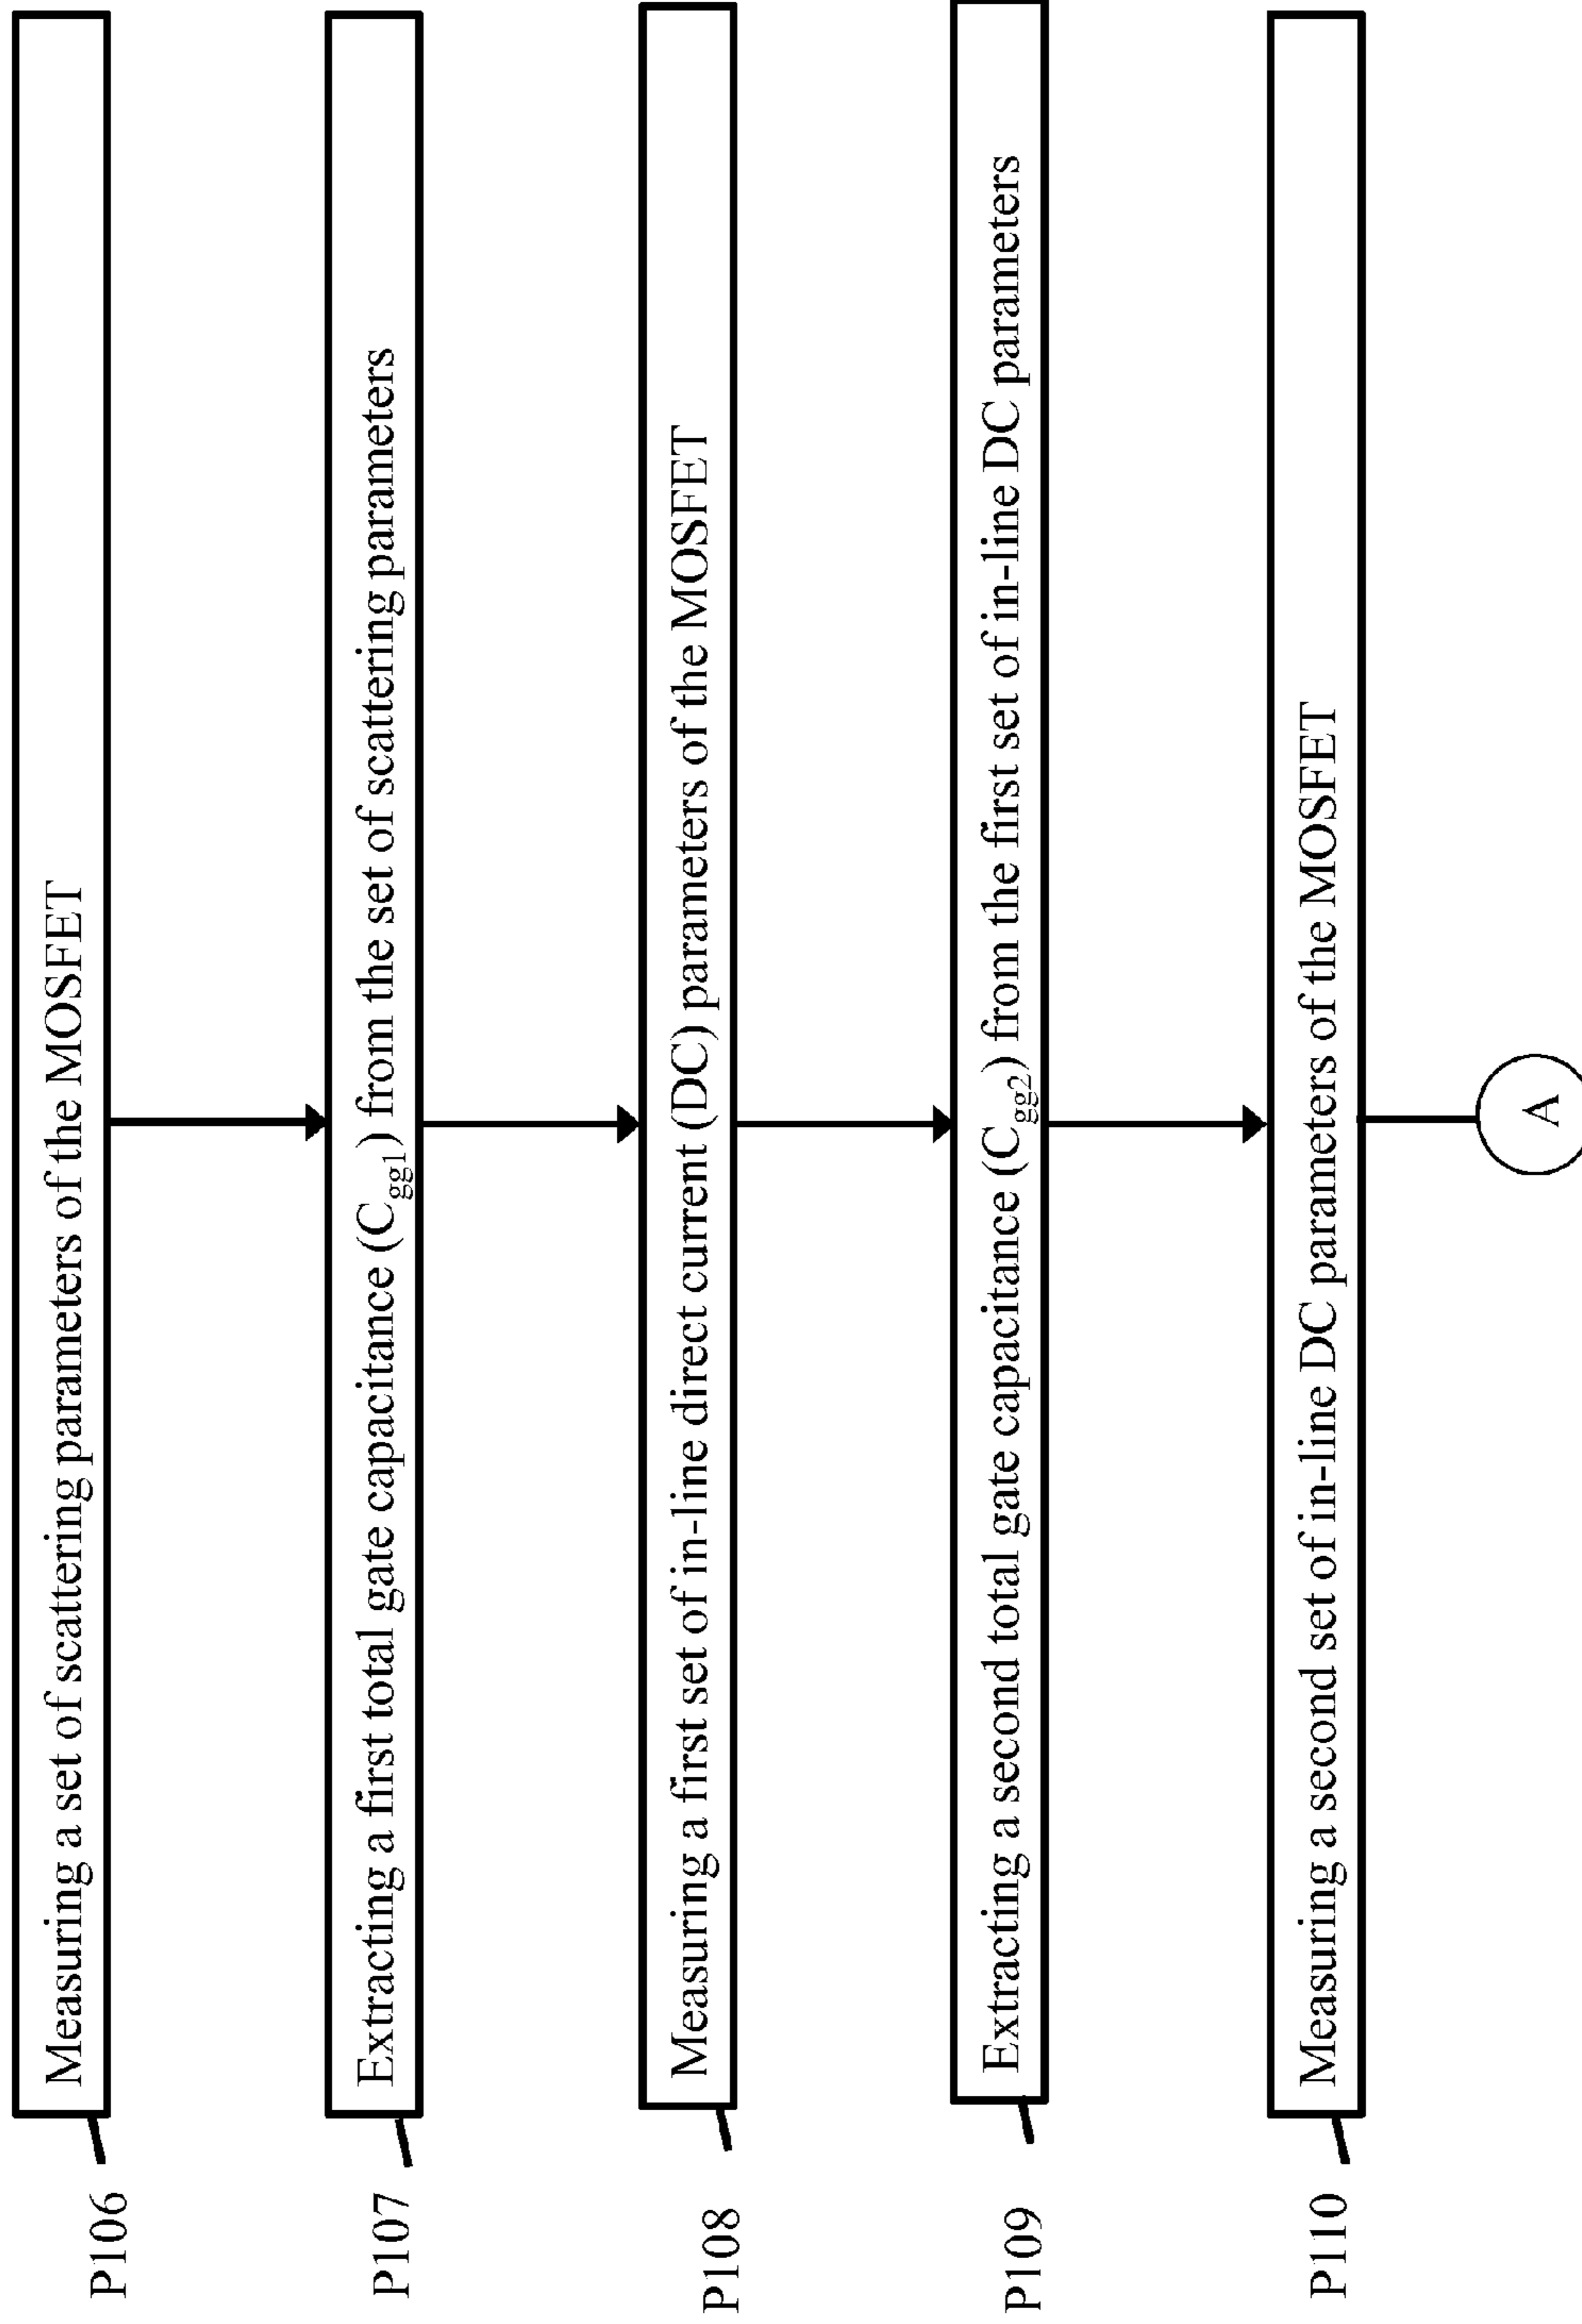 P106
Measuring a set of scattering parameters of the MOSFET
P107
Extracting a first total gate capacitance (Cgg1) from the set of scattering parameters
P108
Measuring a first set of in-line direct current (DC) parameters of the MOSFET
P109
Extracting a second total gate capacitance (Cgg2) from the first set of in-line DC parameters
P110
Measuring a second set of in-line DC parameters of the MOSFET
A